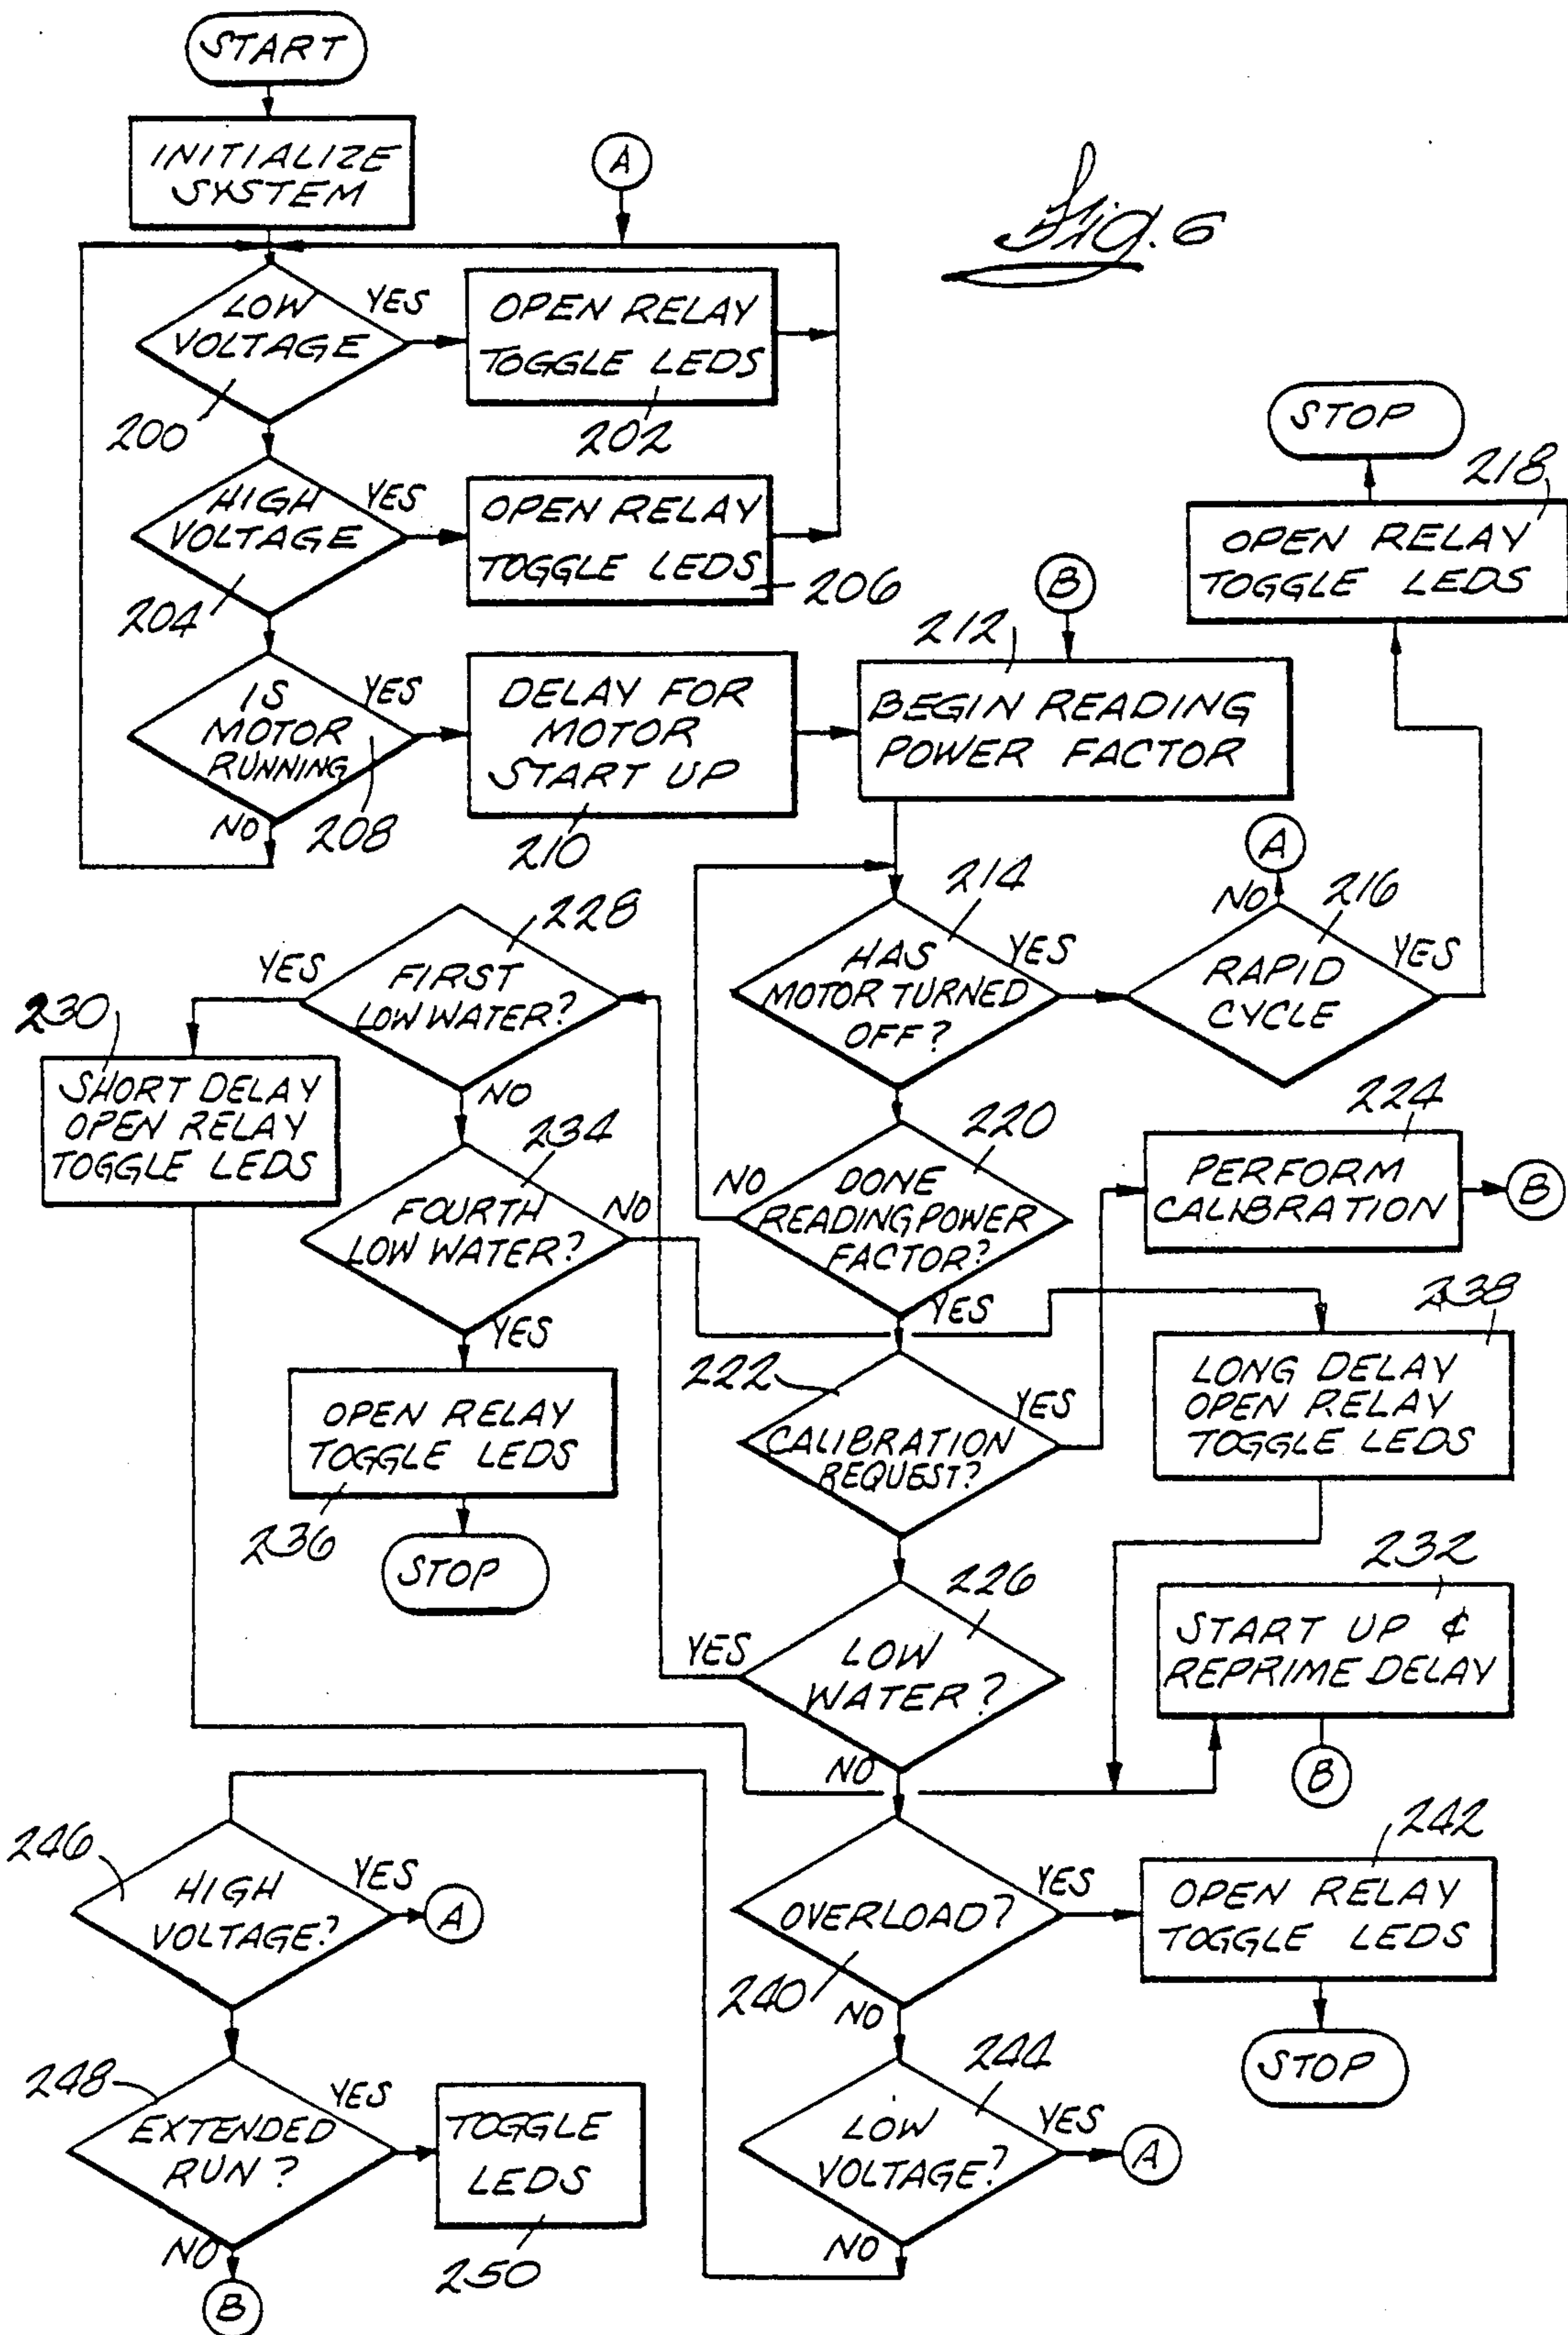 START
INITIALIZE
SYSTEM
A
Fig. 6
LOW
VOLTAGE
YES
200
OPEN RELAY
TOGGLE LEDS
202
HIGH
VOLTAGE
YES
204
OPEN RELAY
TOGGLE LEDS
206
STOP
218
OPEN RELAY
TOGGLE LEDS
B
212
IS
MOTOR
RUNNING
YES
NO
208
DELAY FOR
MOTOR
START UP
210
BEGIN READING
POWER FACTOR
A
NO
216
RAPID
CYCLE
YES
214
HAS
MOTOR TURNED
OFF?
YES
228
FIRST
LOW WATER?
YES
NO
230
SHORT DELAY
OPEN RELAY
TOGGLE LEDS
234
FOURTH
LOW WATER?
NO
YES
220
DONE
READING POWER
FACTOR?
NO
YES
224
PERFORM
CALIBRATION
B
238
LONG DELAY
OPEN RELAY
TOGGLE LEDS
222
CALIBRATION
REQUEST?
YES
OPEN RELAY
TOGGLE LEDS
236
STOP
226
LOW
WATER?
YES
NO
232
START UP &
REPRIME DELAY
B
246
HIGH
VOLTAGE?
YES
A
OVERLOAD?
YES
240
NO
242
OPEN RELAY
TOGGLE LEDS
STOP
248
EXTENDED
RUN?
YES
NO
B
TOGGLE
LEDS
250
244
LOW
VOLTAGE?
YES
A
NO